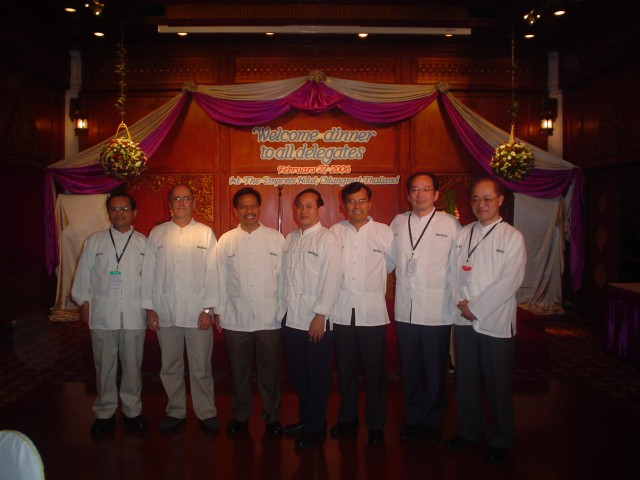 Welcome dinner
to all delegates
February 27, 2006
At The Empress Hotel, Chiangmai, Thailand